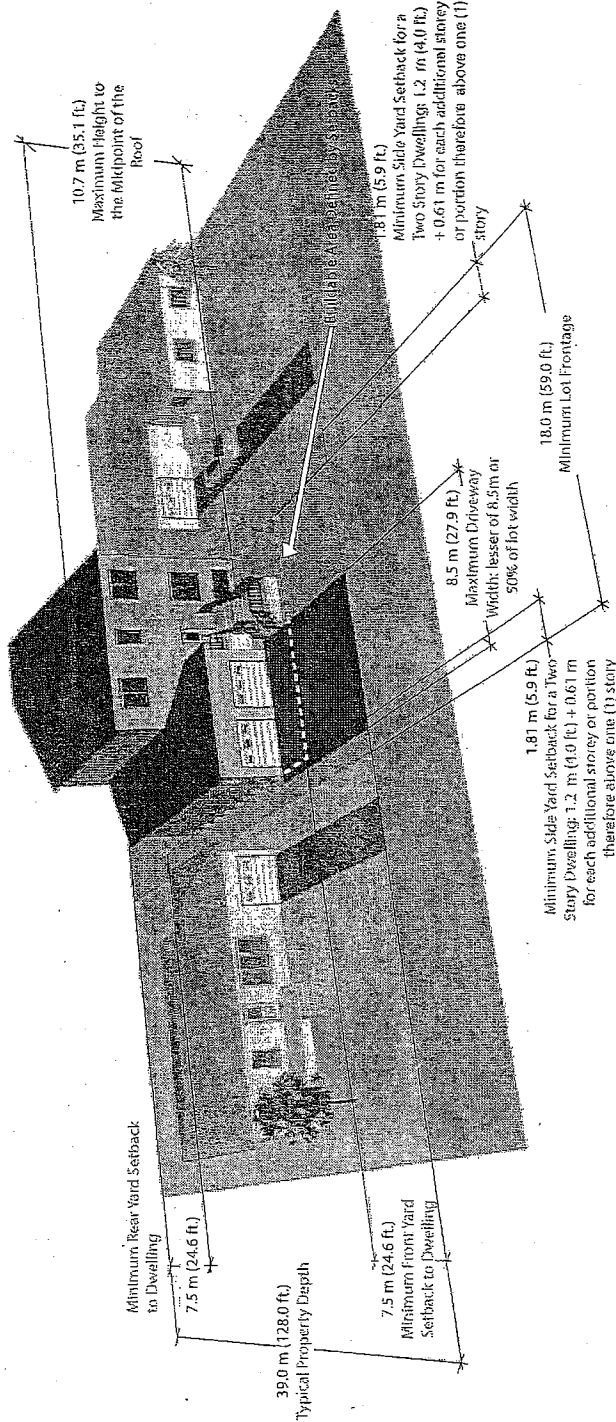 Minimum Rear Yard Setback
to Dwelling
7.5 m (24.6 ft.)
39.0 m (128.0 ft.)
Typical Property Depth
7.5 m (24.6 ft.)
Minimum Front Yard
Setback to Dwelling
10.7 m (35.1 ft.)
Maximum Height to
the Midpoint of the
Roof
Buildable Area Defined by Setbacks
1.81 m (5.9 ft)
Minimum Side Yard Setback for a
Two Story Dwelling: 1.2 m (4.0 ft.)
+ 0.61 m for each additional storey
or portion therefore above one (1)
story
8.5 m (27.9 ft.)
Maximum Driveway
Width: lesser of 8.5m or
50% of lot width
18.0 m (59.0 ft.)
Minimum Lot Frontage
1.81 m (5.9 ft.)
Minimum Side Yard Setback for a Two
Story Dwelling: 1.2 m (4.0 ft) + 0.61 m
for each additional storey or portion
therefore above one (1) story